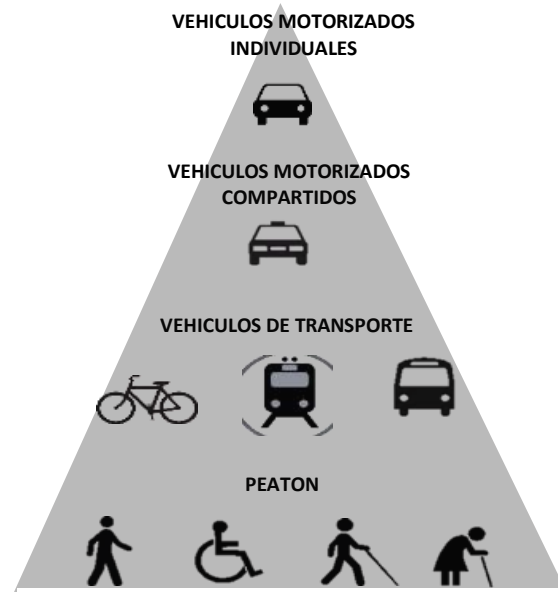 VEHICULOS MOTORIZADOS
INDIVIDUALES
VEHICULOS MOTORIZADOS
COMPARTIDOS
VEHICULOS DE TRANSPORTE
PEATON